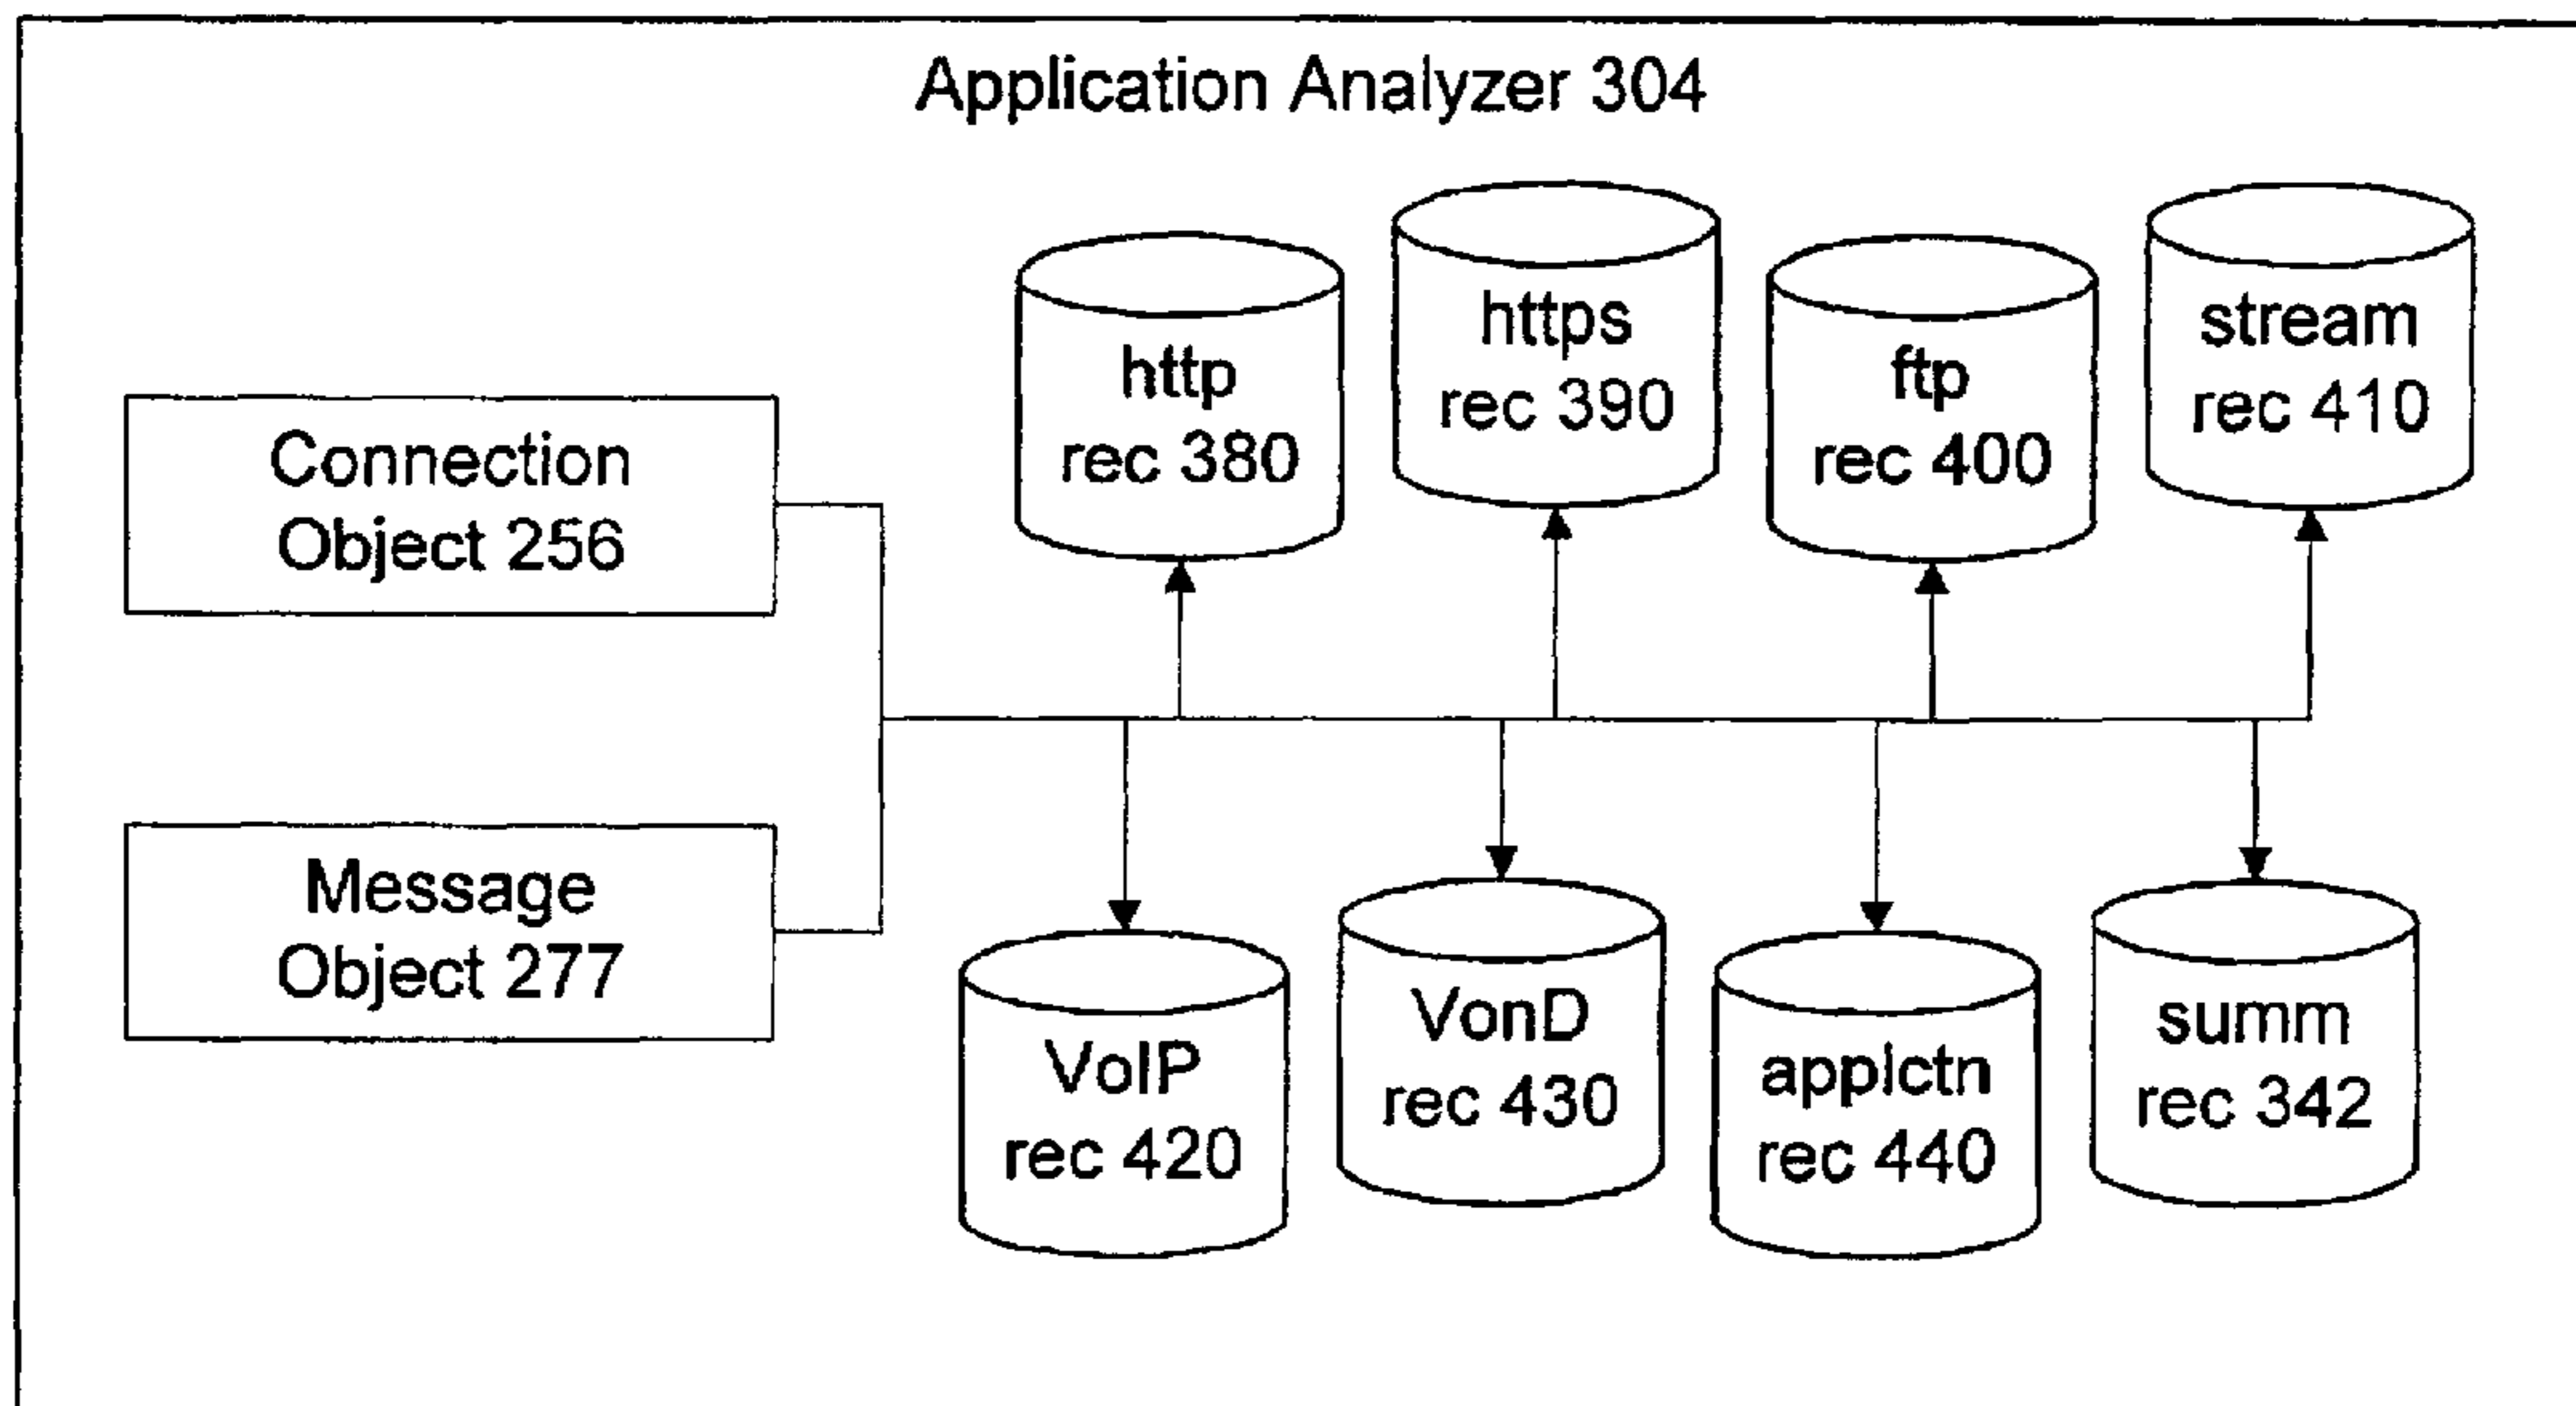 Application Analyzer 304
Connection
Object 256
Message
Object 277
http
rec 380
https
rec 390
ftp
rec 400
stream
rec 410
VoIP
rec 420
VonD
rec 430
applctn
rec 440
summ
rec 342